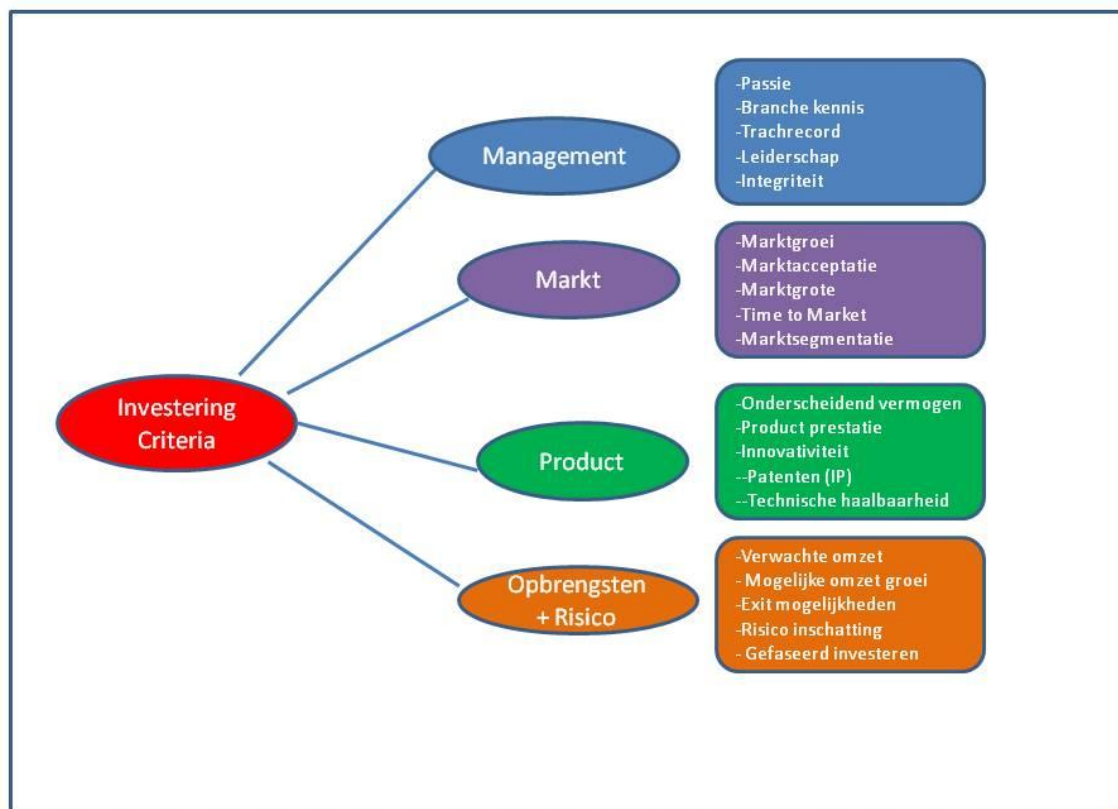 Investering
Criteria
Management
-Passie
-Branche kennis
-Trachrecord
-Leiderschap
-Integriteit
Markt
-Marktgroei
-Marktacceptatie
-Marktgrote
-Time to Market
-Marktsegmentatie
Product
-Onderscheidend vermogen
-Product prestatie
-Innovativiteit
--Patenten (IP)
--Technische haalbaarheid
Opbrengsten
+ Risico
-Verwachte omzet
- Mogelijke omzet groei
-Exit mogelijkheden
-Risico inschatting
- Gefaseerd investeren